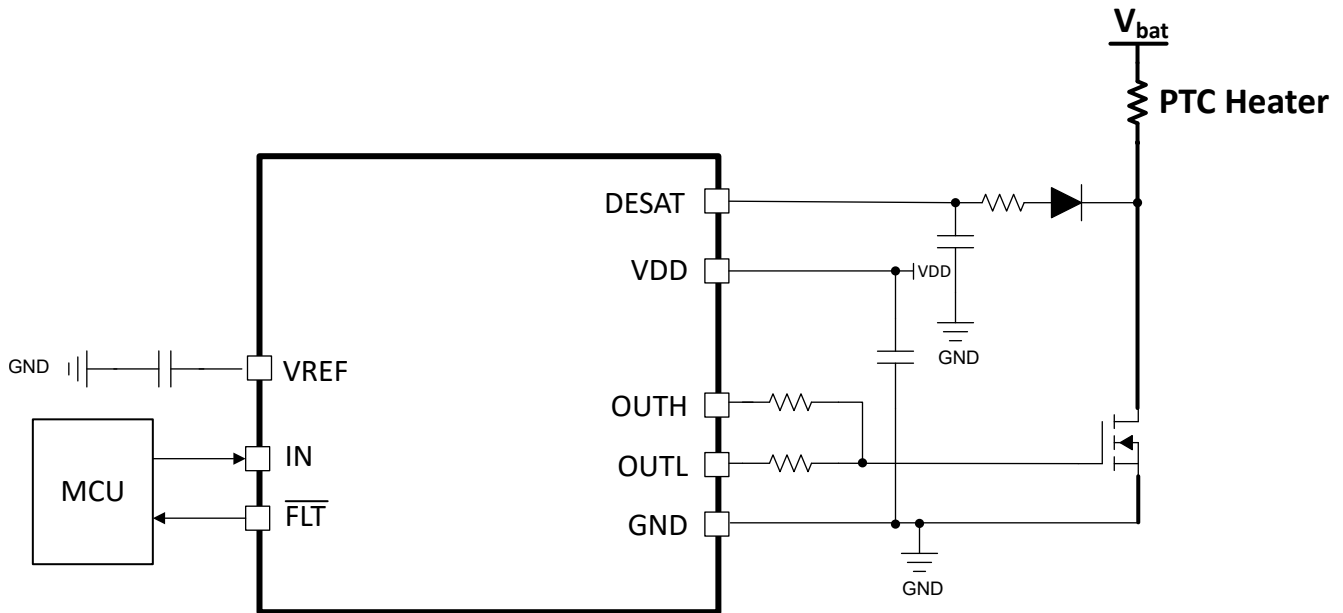 Vbat
PTC Heater
DESAT
VDD
VDD
GND
GND
VREF
OUTH
IN
OUTL
MCU
FLT
GND
GND